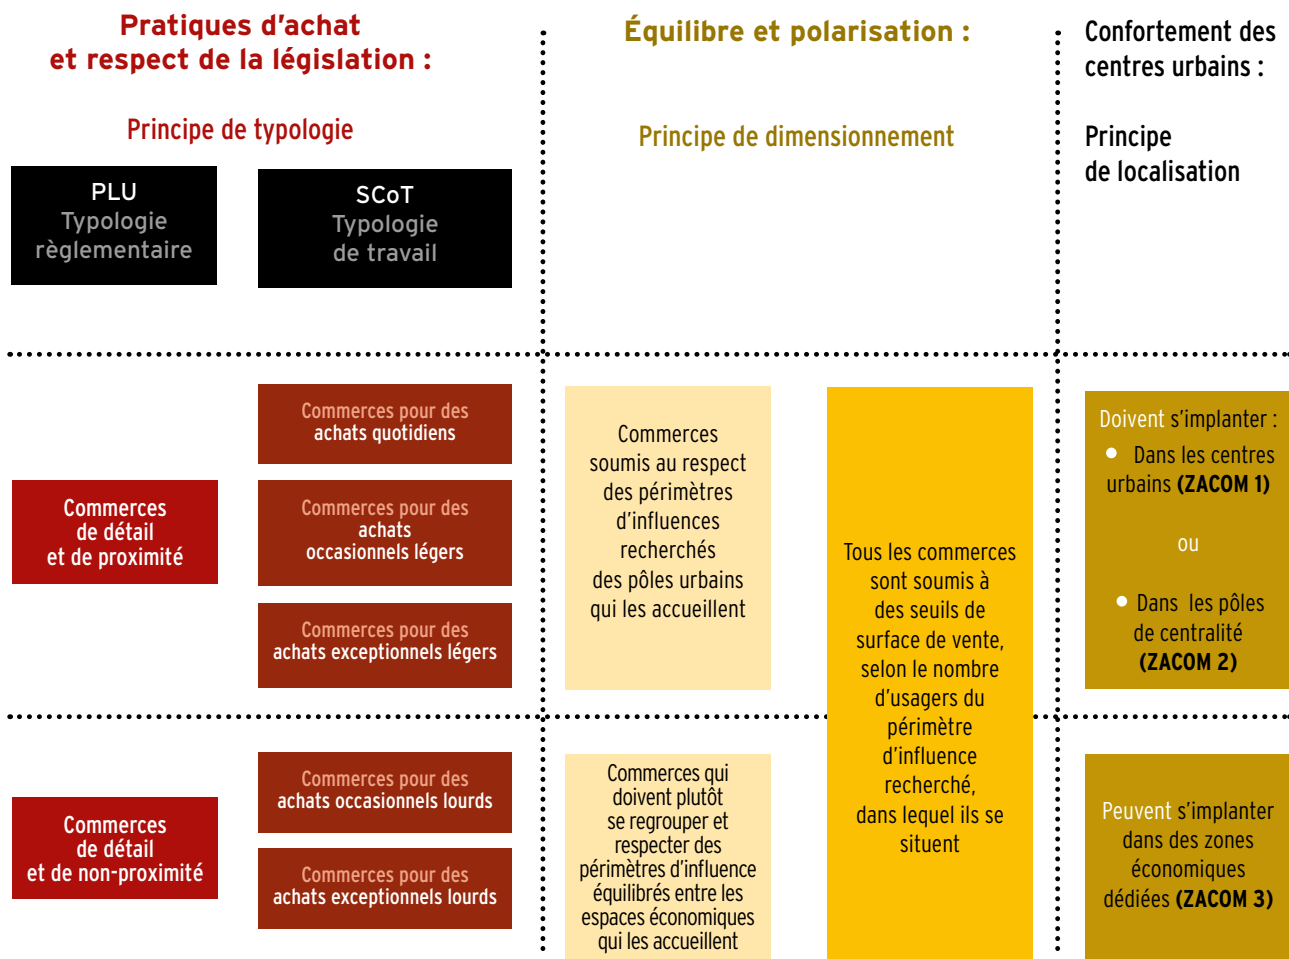 Pratiques d'achat
et respect de la législation :
Principe de typologie
PLU
Typologie
règlementaire
SCoT
Typologie
de travail
Équilibre et polarisation :
Principe de dimensionnement
Confortement des
centres urbains :
Principe
de localisation
Commerces
de détail
et de proximité
Commerces pour des
achats quotidiens
Commerces pour des
achats
occasionnels légers
Commerces pour des
achats exceptionnels légers
Commerces
soumis au respect
des périmètres
d'influences
recherchés
des pôles urbains
qui les accueillent
Tous les commerces
sont soumis à
des seuils de
surface de vente,
selon le nombre
d'usagers du
périmètre
d'influence
recherché,
dans lequel ils se
situent
Doivent s'implanter :
• Dans les centres
urbains (ZACOM 1)
ou
• Dans les pôles
de centralité
(ZACOM 2)
Commerces
de détail
et de non-proximité
Commerces pour des
achats occasionnels lourds
Commerces pour des
achats exceptionnels lourds
Commerces qui
doivent plutôt
se regrouper et
respecter des
périmètres d'influence
équilibrés entre les
espaces économiques
qui les accueillent
Peuvent s'implanter
dans des zones
économiques
dédiées (ZACOM 3)